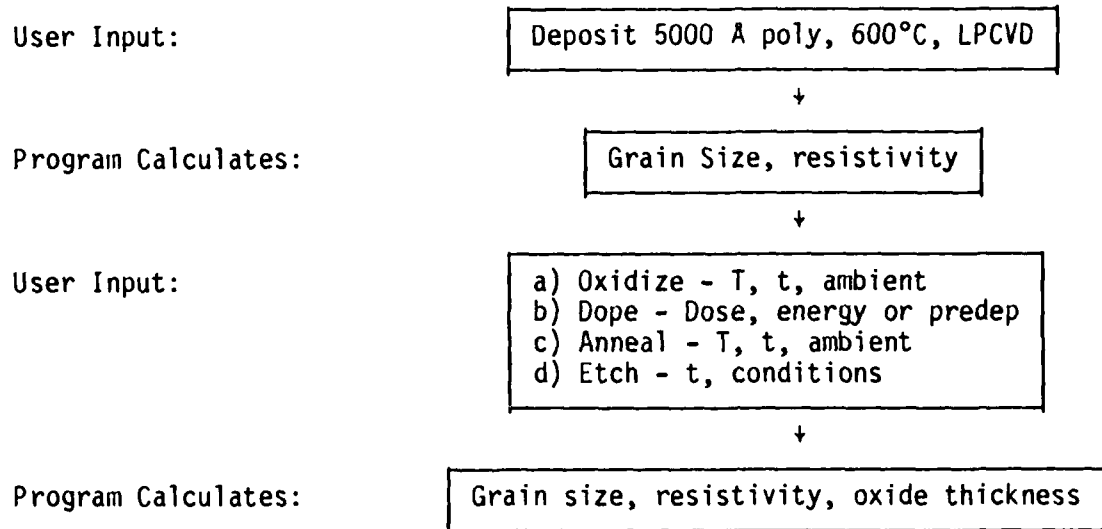 User Input: Deposit 5000 Å poly, 600°C, LPCVD
Program Calculates: Grain Size, resistivity
User Input: a) Oxidize - T, t, ambient
b) Dope - Dose, energy or predep
c) Anneal - T, t, ambient
d) Etch - t, conditions
Program Calculates: Grain size, resistivity, oxide thickness